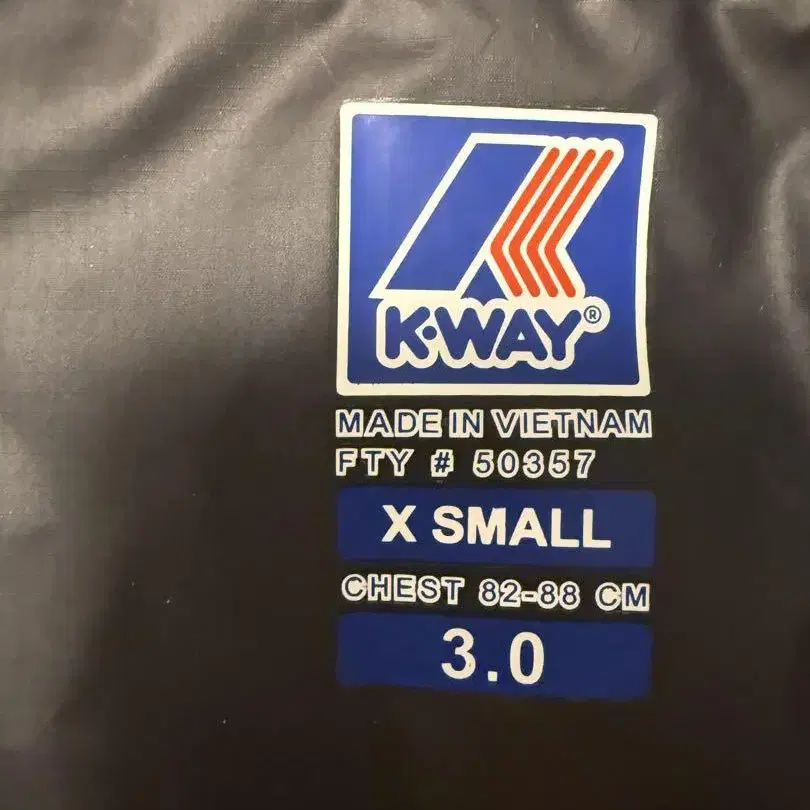 K·WAY®
MADE IN VIETNAM
FTY # 50357
X SMALL
CHEST 82-88 CM
3.0